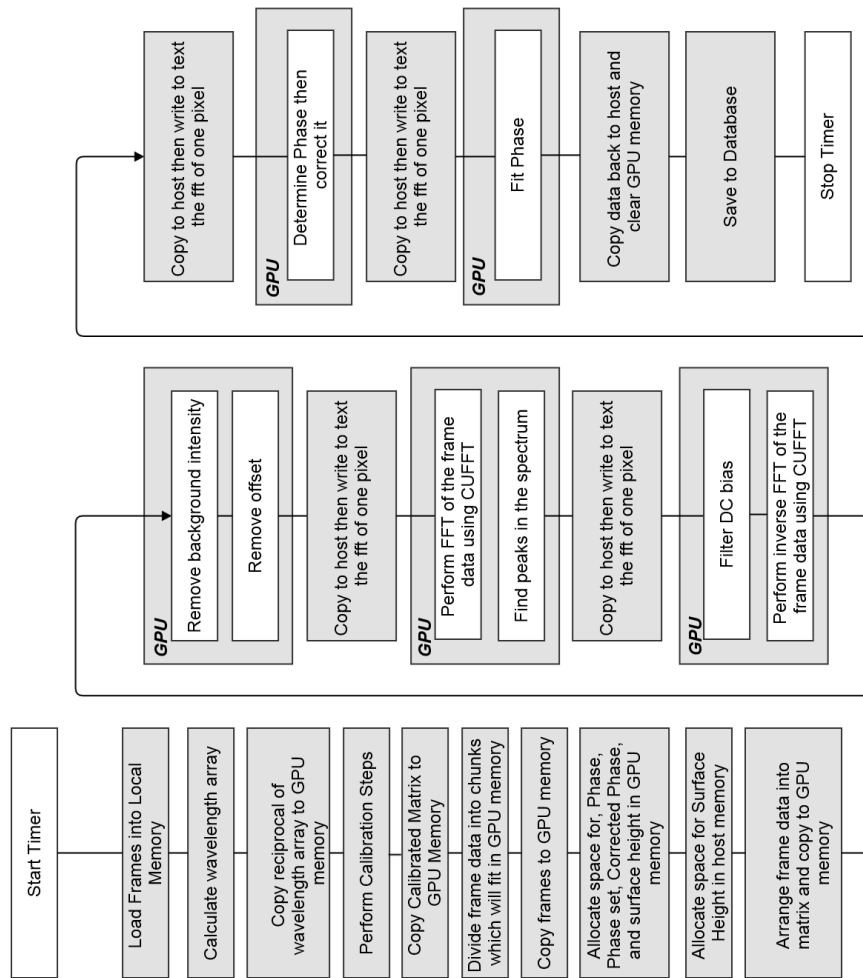 Start Timer
Load Frames into Local
Memory
Calculate wavelength array
Copy reciprocal of
wavelength array to GPU
memory
Perform Calibration Steps
Copy Calibrated Matrix to
GPU Memory
Divide frame data into chunks
which will fit in GPU memory
Copy frames to GPU memory
Allocate space for, Phase,
Phase set, Corrected Phase,
and surface height in GPU
memory
Allocate space for Surface
Height in host memory
Arrange frame data into
matrix and copy to GPU
memory
GPU
Remove background intensity
Remove offset
Copy to host then write to text
the fft of one pixel
GPU
Perform FFT of the frame
data using CUFFT
Find peaks in the spectrum
Copy to host then write to text
the fft of one pixel
GPU
Filter DC bias
Perform inverse FFT of the
frame data using CUFFT
Copy to host then write to text
the fft of one pixel
GPU
Determine Phase then
correct it
Copy to host then write to text
the fft of one pixel
GPU
Fit Phase
Copy data back to host and
clear GPU memory
Save to Database
Stop Timer